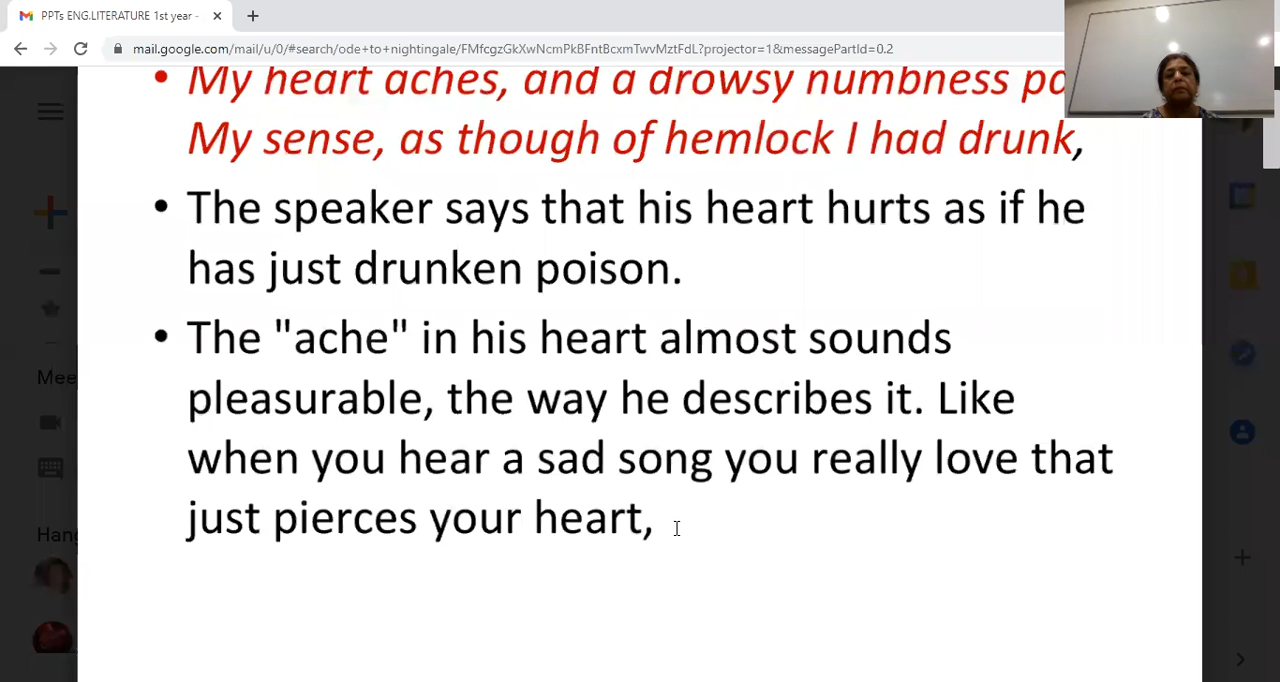 PPTs ENG.LITERATURE 1st year -
mail.google.com/mail/u/0/#search/ode+to+nightingale/FMfcgzGkXwNcmPkBFntBcxmTwvMztFdL?projector=1&messagePartId=0.2
• My heart aches, and a drowsy numbness
My sense, as though of hemlock I had drunk,
• The speaker says that his heart hurts as if he
has just drunken poison.
• The "ache" in his heart almost sounds
pleasurable, the way he describes it. Like
when you hear a sad song you really love that
just pierces your heart,
Mee
Han